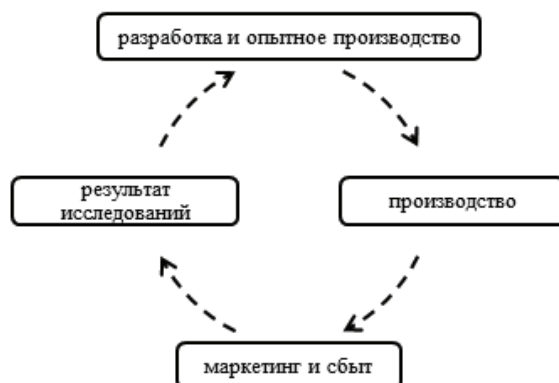 разработка и опытное производство
результат
исследований
производство
маркетинг и сбыт